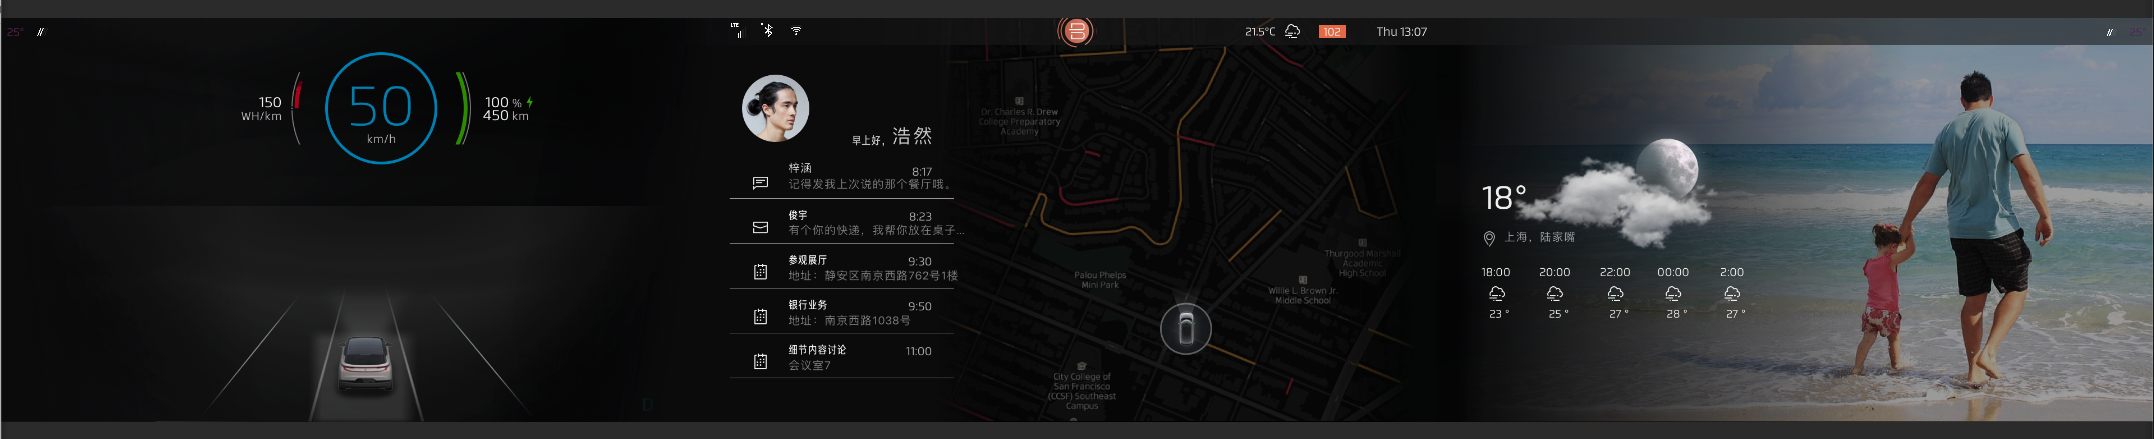 25°
LTE
21.5°C
102
Thu 13:07
25°
150
WH/km
50
km/h
100 %
450 km
D
早上好，浩然
梓涵 8:17
记得发我上次说的那个餐厅哦。
俊宇 8:23
有个你的快递，我帮你放在桌子...
参观展厅 9:30
地址：静安区南京西路762号1楼
银行业务 9:50
地址：南京西路1038号
细节内容讨论 11:00
会议室7
Dr. Charles R. Drew
College Preparatory
Academy
Palou Phelps
Mini Park
Thurgood Marshall
Academic
High School
Willie L. Brown Jr.
Middle School
City College of
San Francisco
(CCSF) Southeast
Campus
18°
上海，陆家嘴
18:00 20:00 22:00 00:00 2:00
23 ° 25 ° 27 ° 28 ° 27 °